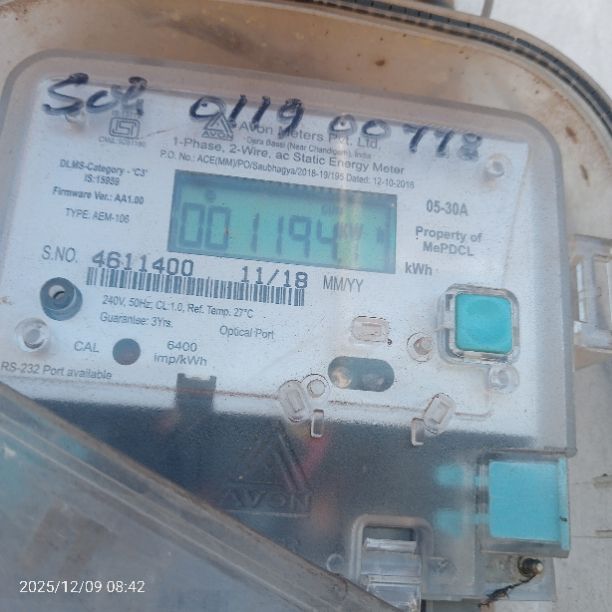 Sok 0119 00778
AVON
Avon Meters Pvt. Ltd.
Dera Bassi (Near Chandigarh), India
1-Phase, 2-Wire, ac Static Energy Meter
P.O. No.: ACE(MM)/PO/Saubhagya/2018-19/195 Dated: 12-10-2018
DLMS-Category - 'C3'
IS:15959
Firmware Ver.: AA1.00
TYPE. AEM-106
05-30A
Property of
MePDCL
001194
kWh
S.NO. 4611400 11/18 MM/YY
240V, 50Hz, CL:1.0, Ref. Temp. 27°C
Guarantee: 3Yrs.
Optical Port
CAL
6400
imp/kWh
RS-232 Port available
AVON
2025/12/09 08:42